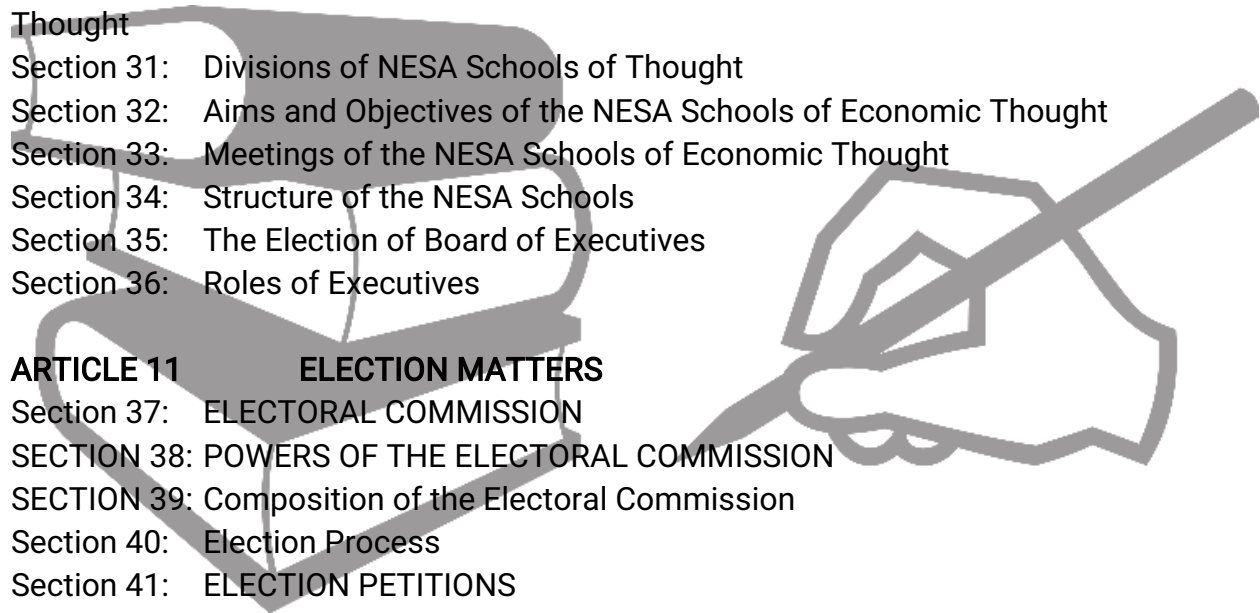 Thought
Section 31: Divisions of NESA Schools of Thought
Section 32: Aims and Objectives of the NESA Schools of Economic Thought
Section 33: Meetings of the NESA Schools of Economic Thought
Section 34: Structure of the NESA Schools
Section 35: The Election of Board of Executives
Section 36: Roles of Executives
ARTICLE 11 ELECTION MATTERS
Section 37: ELECTORAL COMMISSION
SECTION 38: POWERS OF THE ELECTORAL COMMISSION
SECTION 39: Composition of the Electoral Commission
Section 40: Election Process
Section 41: ELECTION PETITIONS